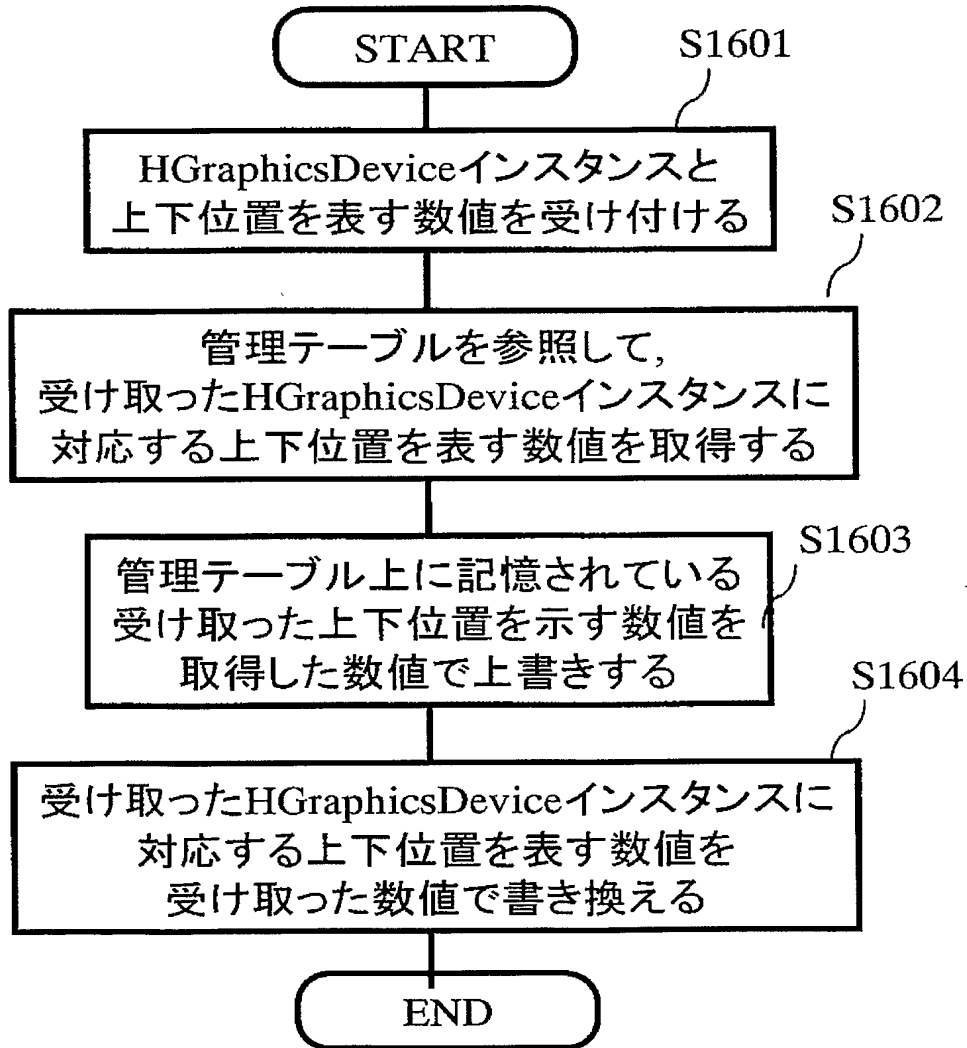 START
S1601
HGraphicsDeviceインスタンスと
上下位置を表す数値を受け付ける
S1602
管理テーブルを参照して,
受け取ったHGraphicsDeviceインスタンスに
対応する上下位置を表す数値を取得する
S1603
管理テーブル上に記憶されている
受け取った上下位置を示す数値を
取得した数値で上書きする
S1604
受け取ったHGraphicsDeviceインスタンスに
対応する上下位置を表す数値を
受け取った数値で書き換える
END